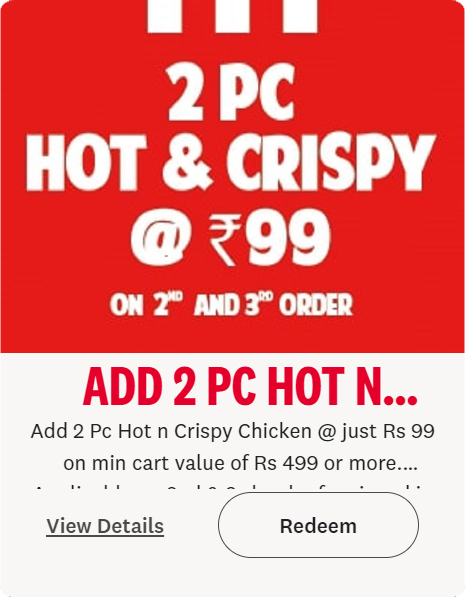 2 PC
HOT & CRISPY
@ ₹99
ON 2ND AND 3RD ORDER
ADD 2 PC HOT N...
Add 2 Pc Hot n Crispy Chicken @ just Rs 99
on min cart value of Rs 499 or more....
View Details
Redeem